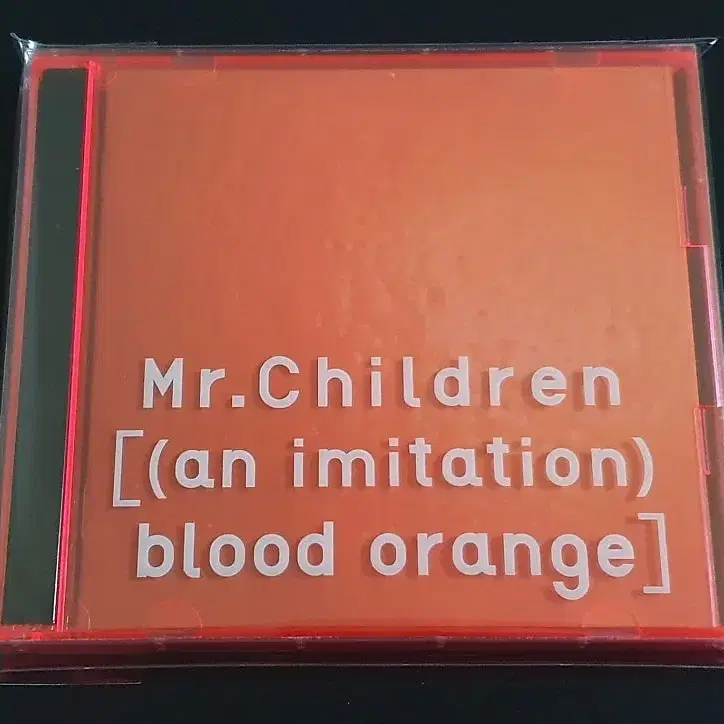 Mr.Children
[(an imitation)
blood orange]